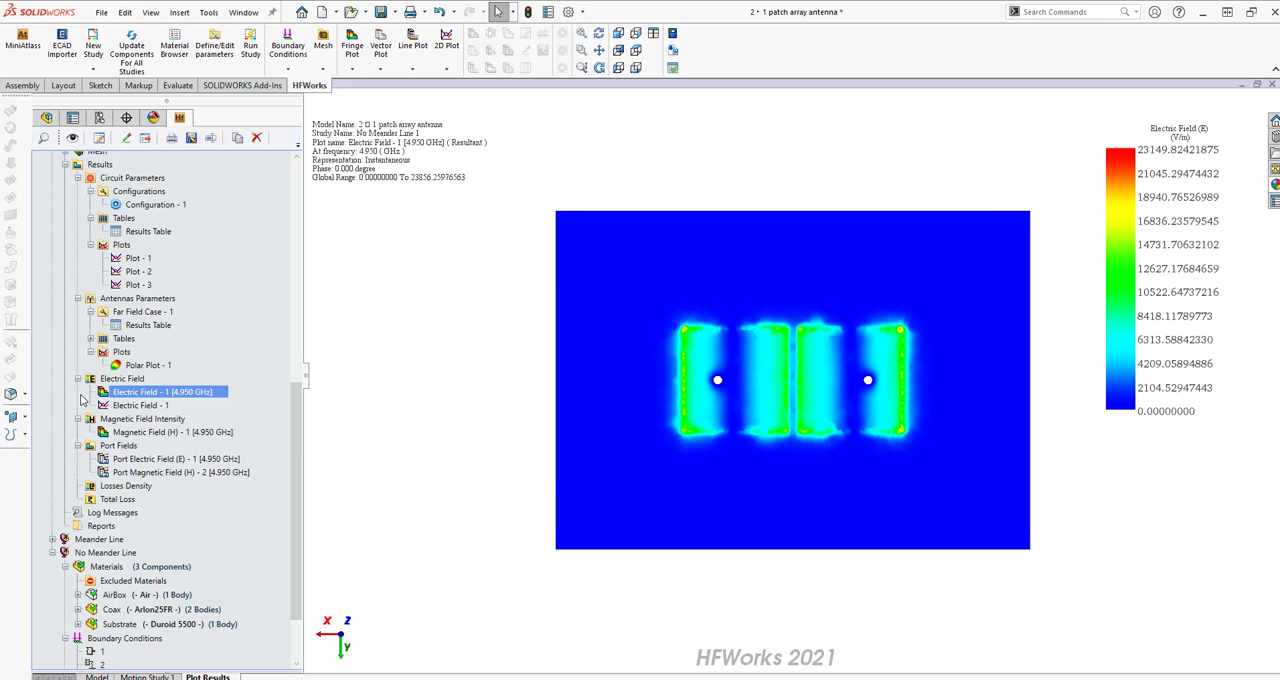 SOLIDWORKS
File
Edit
View
Insert
Tools
Window
2 • 1 patch array antenna *
Search Commands
MiniAtlass
ECAD
Importer
New
Study
Update
Components
For All
Studies
Material
Browser
Define/Edit
parameters
Run
Study
Boundary
Conditions
Mesh
Fringe
Plot
Vector
Plot
Line Plot
2D Plot
Assembly
Layout
Sketch
Markup
Evaluate
SOLIDWORKS Add-Ins
HFWorks
Mesh
Results
Circuit Parameters
Configurations
Configuration - 1
Tables
Results Table
Plots
Plot - 1
Plot - 2
Plot - 3
Antennas Parameters
Far Field Case - 1
Results Table
Tables
Plots
Polar Plot - 1
Electric Field
Electric Field - 1 [4.950 GHz]
Electric Field - 1
Magnetic Field Intensity
Magnetic Field (H) - 1 [4.950 GHz]
Port Fields
Port Electric Field (E) - 1 [4.950 GHz]
Port Magnetic Field (H) - 2 [4.950 GHz]
Losses Density
Total Loss
Log Messages
Reports
Meander Line
No Meander Line
Materials (3 Components)
Excluded Materials
AirBox (- Air -) (1 Body)
Coax (- Arlon25FR -) (2 Bodies)
Substrate (- Duroid 5500 -) (1 Body)
Boundary Conditions
1
2
Model
Motion Study 1
Plot Results
Model Name: 2 □ 1 patch array antenna
Study Name: No Meander Line 1
Plot name: Electric Field - 1 [4.950 GHz] ( Resultant )
At frequency: 4.950 ( GHz )
Representation: Instantaneous
Phase: 0.000 degree
Global Range: 0.00000000 To 23856.25976563
Electric Field (E)
(V/m)
23149.82421875
21045.29474432
18940.76526989
16836.23579545
14731.70632102
12627.17684659
10522.64737216
8418.11789773
6313.58842330
4209.05894886
2104.52947443
0.00000000
X
Z
Y
HFWorks 2021